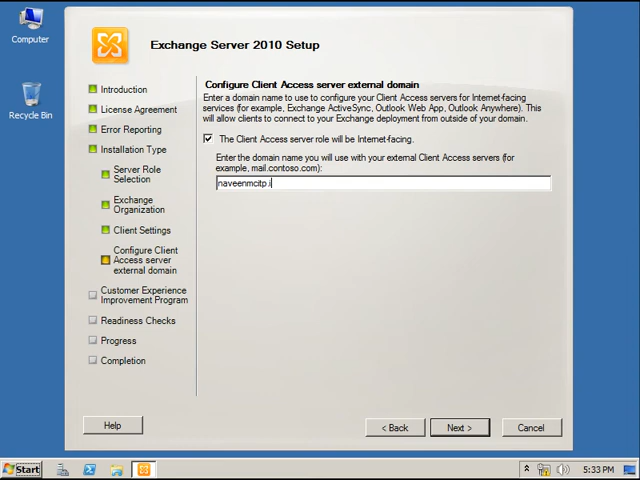 Computer
Recycle Bin
Exchange Server 2010 Setup
Introduction
License Agreement
Error Reporting
Installation Type
Server Role
Selection
Exchange
Organization
Client Settings
Configure Client
Access server
external domain
Customer Experience
Improvement Program
Readiness Checks
Progress
Completion
Configure Client Access server external domain
Enter a domain name to use to configure your Client Access servers for Internet-facing
services (for example, Exchange ActiveSync, Outlook Web App, Outlook Anywhere). This
will allow clients to connect to your Exchange deployment from outside of your domain.
The Client Access server role will be Internet-facing.
Enter the domain name you will use with your external Client Access servers (for
example, mail.contoso.com):
naveenmcitp.i
Help
< Back
Next >
Cancel
Start
5:33 PM